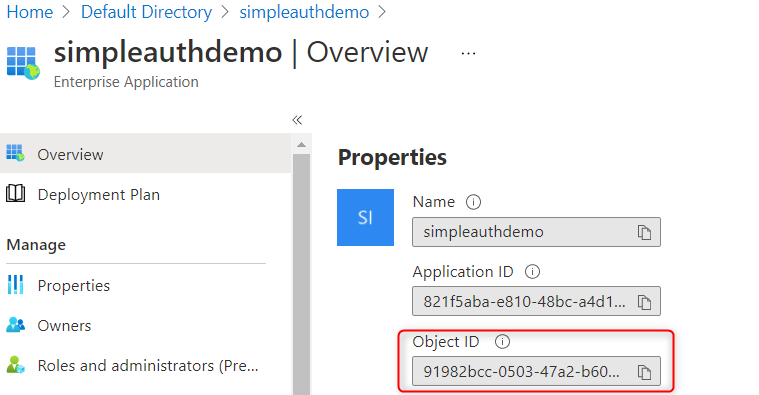 Home > Default Directory > simpleauthdemo >
simpleauthdemo | Overview ...
Enterprise Application
«
Overview
Deployment Plan
Manage
Properties
Owners
Roles and administrators (Pre...
Properties
SI
Name
simpleauthdemo
Application ID
821f5aba-e810-48bc-a4d1...
Object ID
91982bcc-0503-47a2-b60...